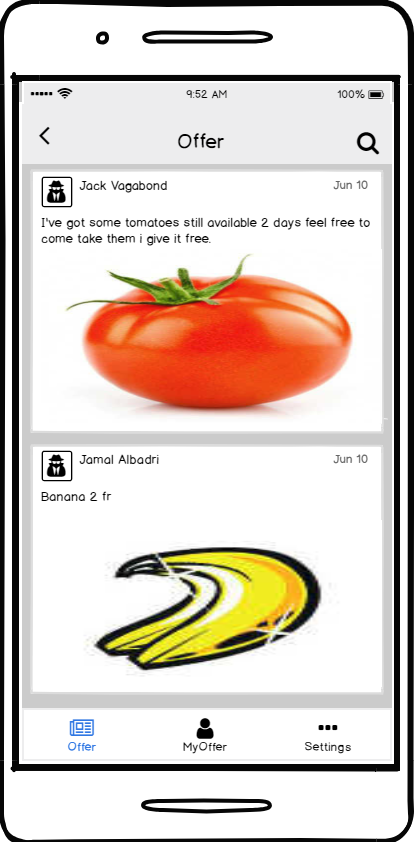 9:52 AM
100%
Offer
Jack Vagabond
Jun 10
I've got some tomatoes still available 2 days feel free to
come take them i give it free.
Jamal Albadri
Jun 10
Banana 2 fr
Offer
MyOffer
Settings